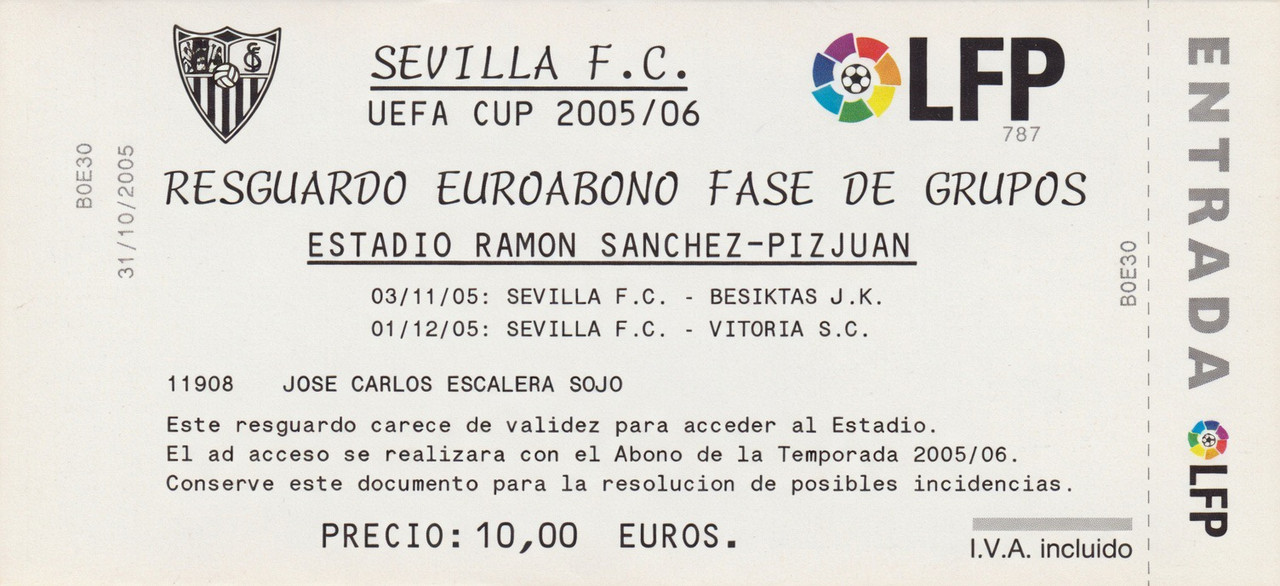 SEVILLA F.C.
UEFA CUP 2005/06
LFP
787
B0E30
31/10/2005
RESGUARDO EUROABONO FASE DE GRUPOS
ESTADIO RAMON SANCHEZ-PIZJUAN
03/11/05: SEVILLA F.C. - BESIKTAS J.K.
01/12/05: SEVILLA F.C. - VITORIA S.C.
11908 JOSE CARLOS ESCALERA SOJO
Este resguardo carece de validez para acceder al Estadio.
El ad acceso se realizara con el Abono de la Temporada 2005/06.
Conserve este documento para la resolucion de posibles incidencias.
PRECIO: 10,00 EUROS.
I.V.A. incluido
B0E30
ENTRADA
LFP